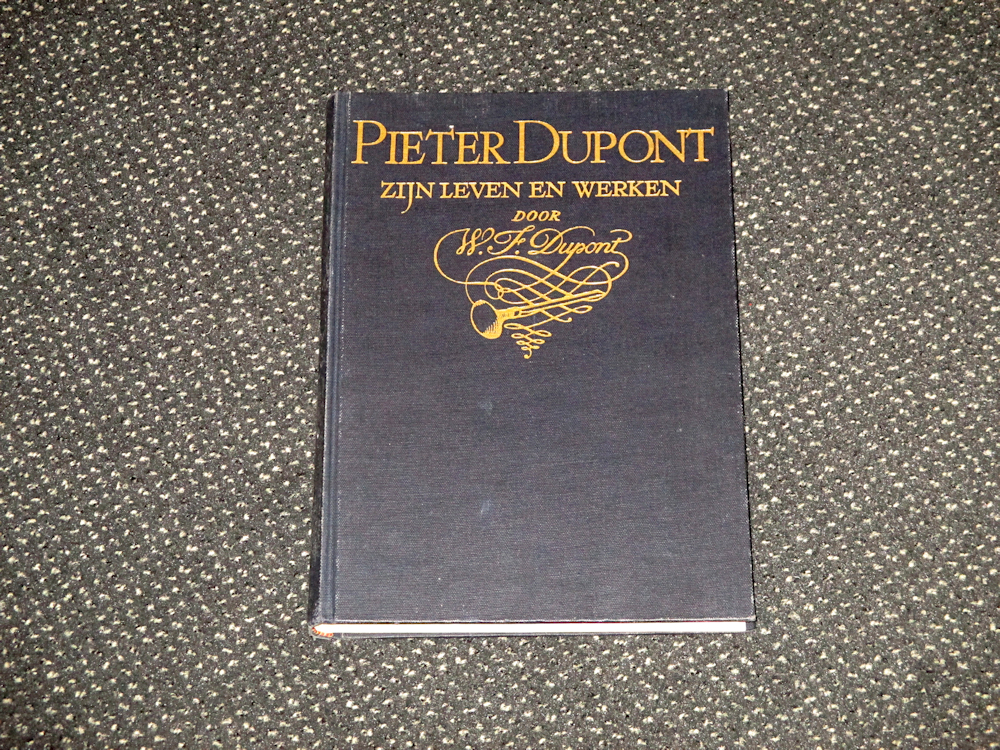 PIETER DUPONT
ZIJN LEVEN EN WERKEN
DOOR
W. F. Dupont